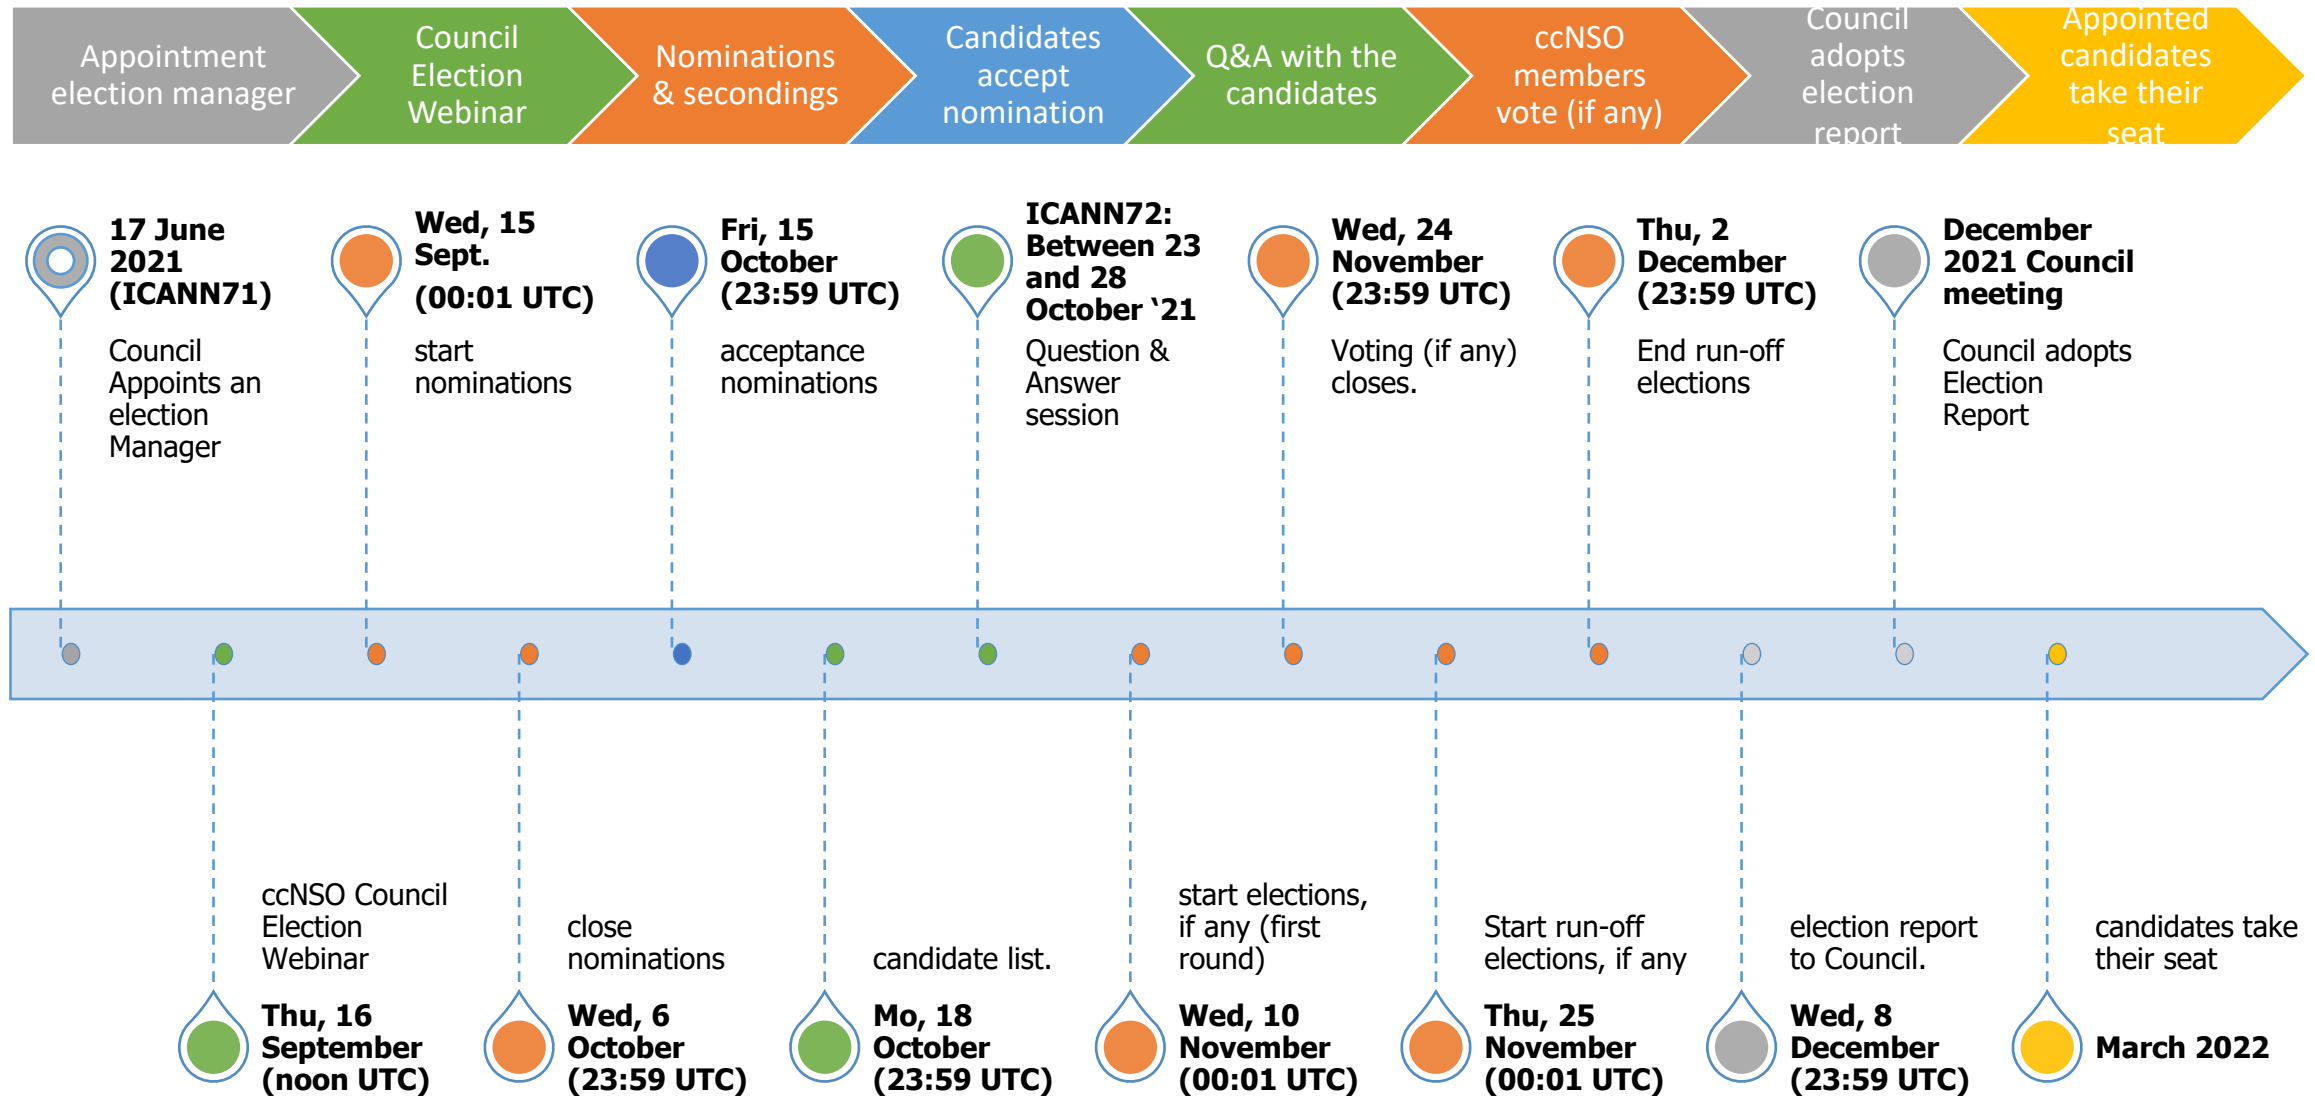 Appointment
election manager
Council
Election
Webinar
Nominations
& secondings
Candidates
accept
nomination
Q&A with the
candidates
ccNSO
members
vote (if any)
Council
adopts
election
report
Appointed
candidates
take their
seat
17 June
2021
(ICANN71)
Council
Appoints an
election
Manager
Wed, 15
Sept.
(00:01 UTC)
start
nominations
Fri, 15
October
(23:59 UTC)
acceptance
nominations
ICANN72:
Between 23
and 28
October ‘21
Question &
Answer
session
Wed, 24
November
(23:59 UTC)
Voting (if any)
closes.
Thu, 2
December
(23:59 UTC)
End run-off
elections
December
2021 Council
meeting
Council adopts
Election
Report
ccNSO Council
Election
Webinar
Thu, 16
September
(noon UTC)
close
nominations
Wed, 6
October
(23:59 UTC)
candidate list.
Mo, 18
October
(23:59 UTC)
start elections,
if any (first
round)
Wed, 10
November
(00:01 UTC)
Start run-off
elections, if any
Thu, 25
November
(00:01 UTC)
election report
to Council.
Wed, 8
December
(23:59 UTC)
candidates take
their seat
March 2022